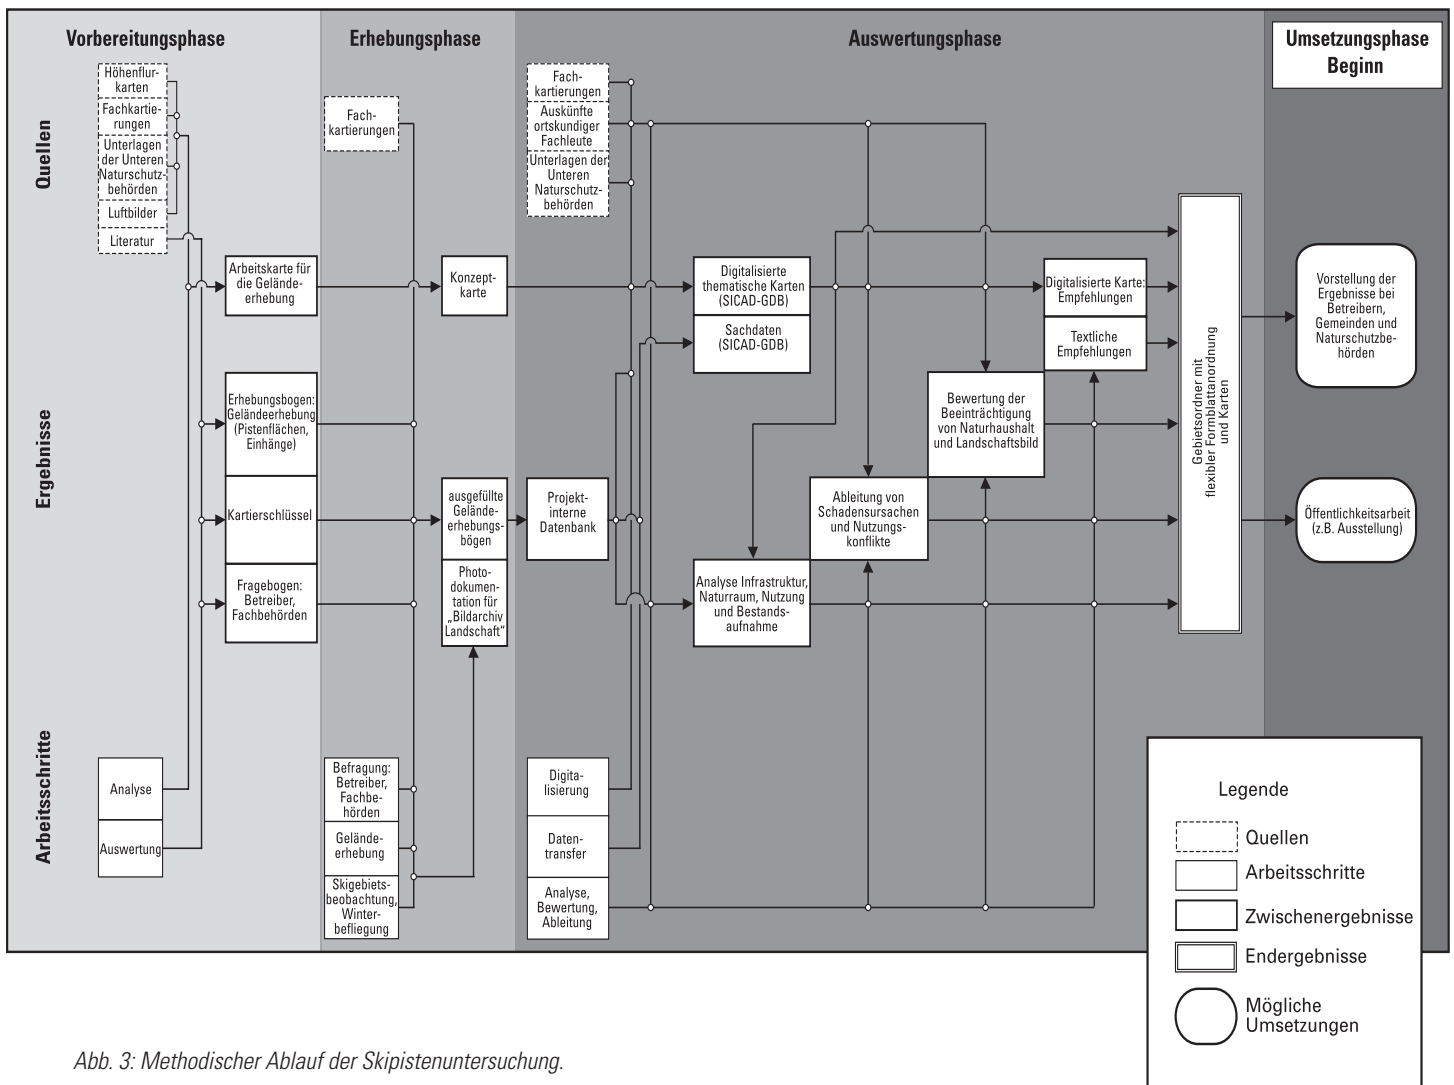 Vorbereitungsphase
Erhebungsphase
Auswertungsphase
Umsetzungsphase
Beginn
Quellen
Höhenflur-
karten
Fachkartie-
rungen
Unterlagen
der Unteren
Naturschutz-
behörden
Luftbilder
Literatur
Fach-
kartierungen
Fach-
kartierungen
Auskünfte
ortskundiger
Fachleute
Unterlagen der
Unteren
Naturschutz-
behörden
Ergebnisse
Arbeitskarte für
die Gelände-
erhebung
Erhebungsbogen:
Geländeerhebung
(Pistenflächen,
Einhänge)
Kartierschlüssel
Fragebogen:
Betreiber,
Fachbehörden
Konzept-
karte
ausgefüllte
Gelände-
erhebungs-
bögen
Photo-
dokumen-
tation für
„Bildarchiv
Landschaft“
Projekt-
interne
Datenbank
Digitalisierte
thematische Karten
(SICAD-GDB)
Sachdaten
(SICAD-GDB)
Analyse Infrastruktur,
Naturraum, Nutzung
und Bestands-
aufnahme
Ableitung von
Schadensursachen
und Nutzungs-
konflikte
Bewertung der
Beeinträchtigung
von Naturhaushalt
und Landschaftsbild
Digitalisierte Karte:
Empfehlungen
Textliche
Empfehlungen
Gebietsordner mit
flexibler Formblattanordnung
und Karten
Vorstellung der
Ergebnisse bei
Betreibern,
Gemeinden und
Naturschutzbe-
hörden
Öffentlichkeitsarbeit
(z.B. Ausstellung)
Arbeitsschritte
Analyse
Auswertung
Befragung:
Betreiber,
Fachbe-
hörden
Gelände-
erhebung
Skigebiets-
beobachtung,
Winter-
befliegung
Digita-
lisierung
Daten-
transfer
Analyse,
Bewertung,
Ableitung
Legende
Quellen
Arbeitsschritte
Zwischenergebnisse
Endergebnisse
Mögliche
Umsetzungen
Abb. 3: Methodischer Ablauf der Skipistenuntersuchung.